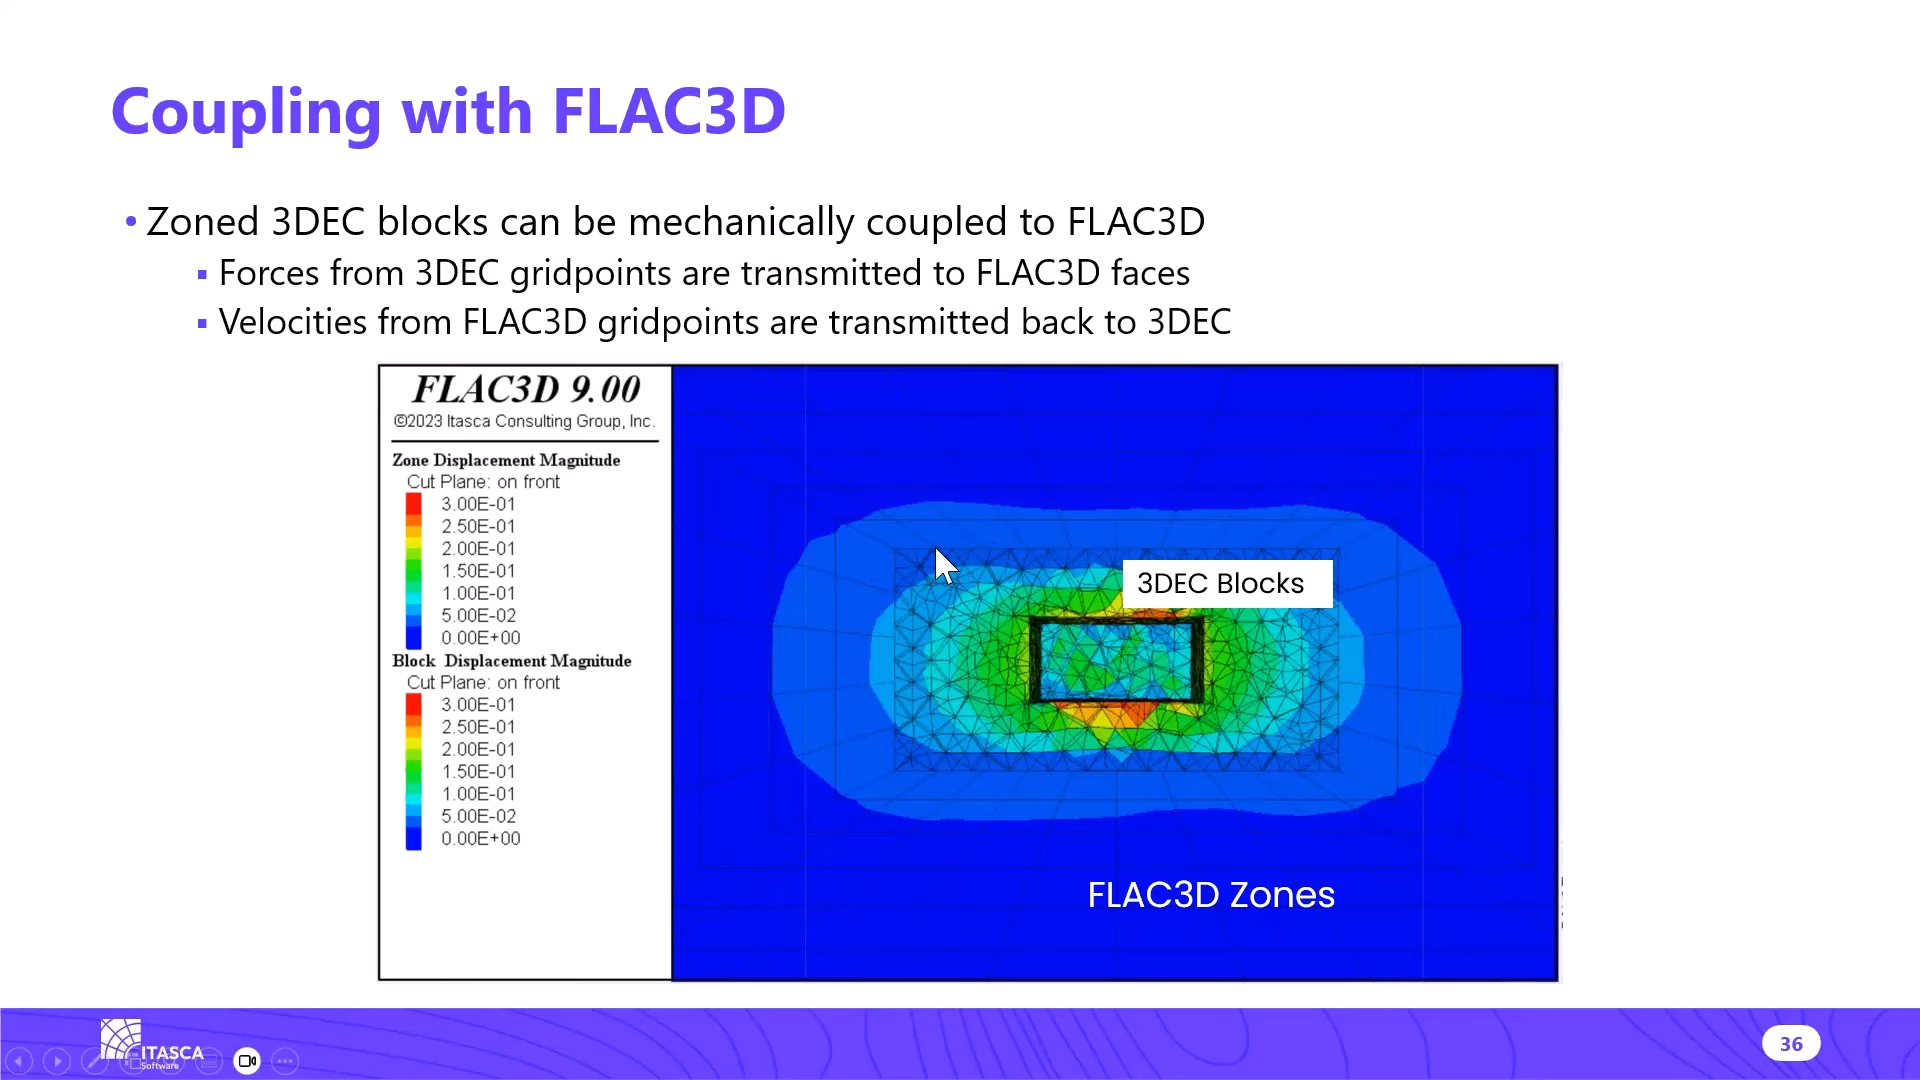 Coupling with FLAC3D
• Zoned 3DEC blocks can be mechanically coupled to FLAC3D
▪ Forces from 3DEC gridpoints are transmitted to FLAC3D faces
▪ Velocities from FLAC3D gridpoints are transmitted back to 3DEC
FLAC3D 9.00
©2023 Itasca Consulting Group, Inc.
Zone Displacement Magnitude
Cut Plane: on front
3.00E-01
2.50E-01
2.00E-01
1.50E-01
1.00E-01
5.00E-02
0.00E+00
Block Displacement Magnitude
Cut Plane: on front
3.00E-01
2.50E-01
2.00E-01
1.50E-01
1.00E-01
5.00E-02
0.00E+00
3DEC Blocks
FLAC3D Zones
ITASCA
Software
36